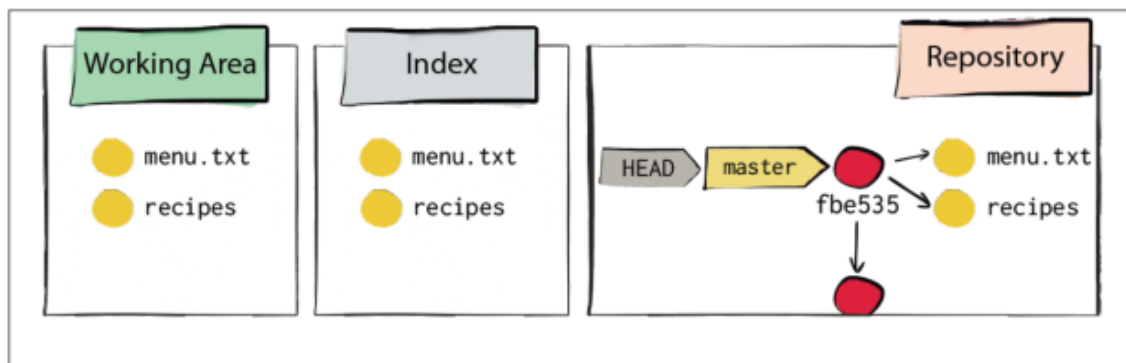 Working Area
Index
Repository
menu.txt
recipes
menu.txt
recipes
HEAD
master
fbe535
menu.txt
recipes